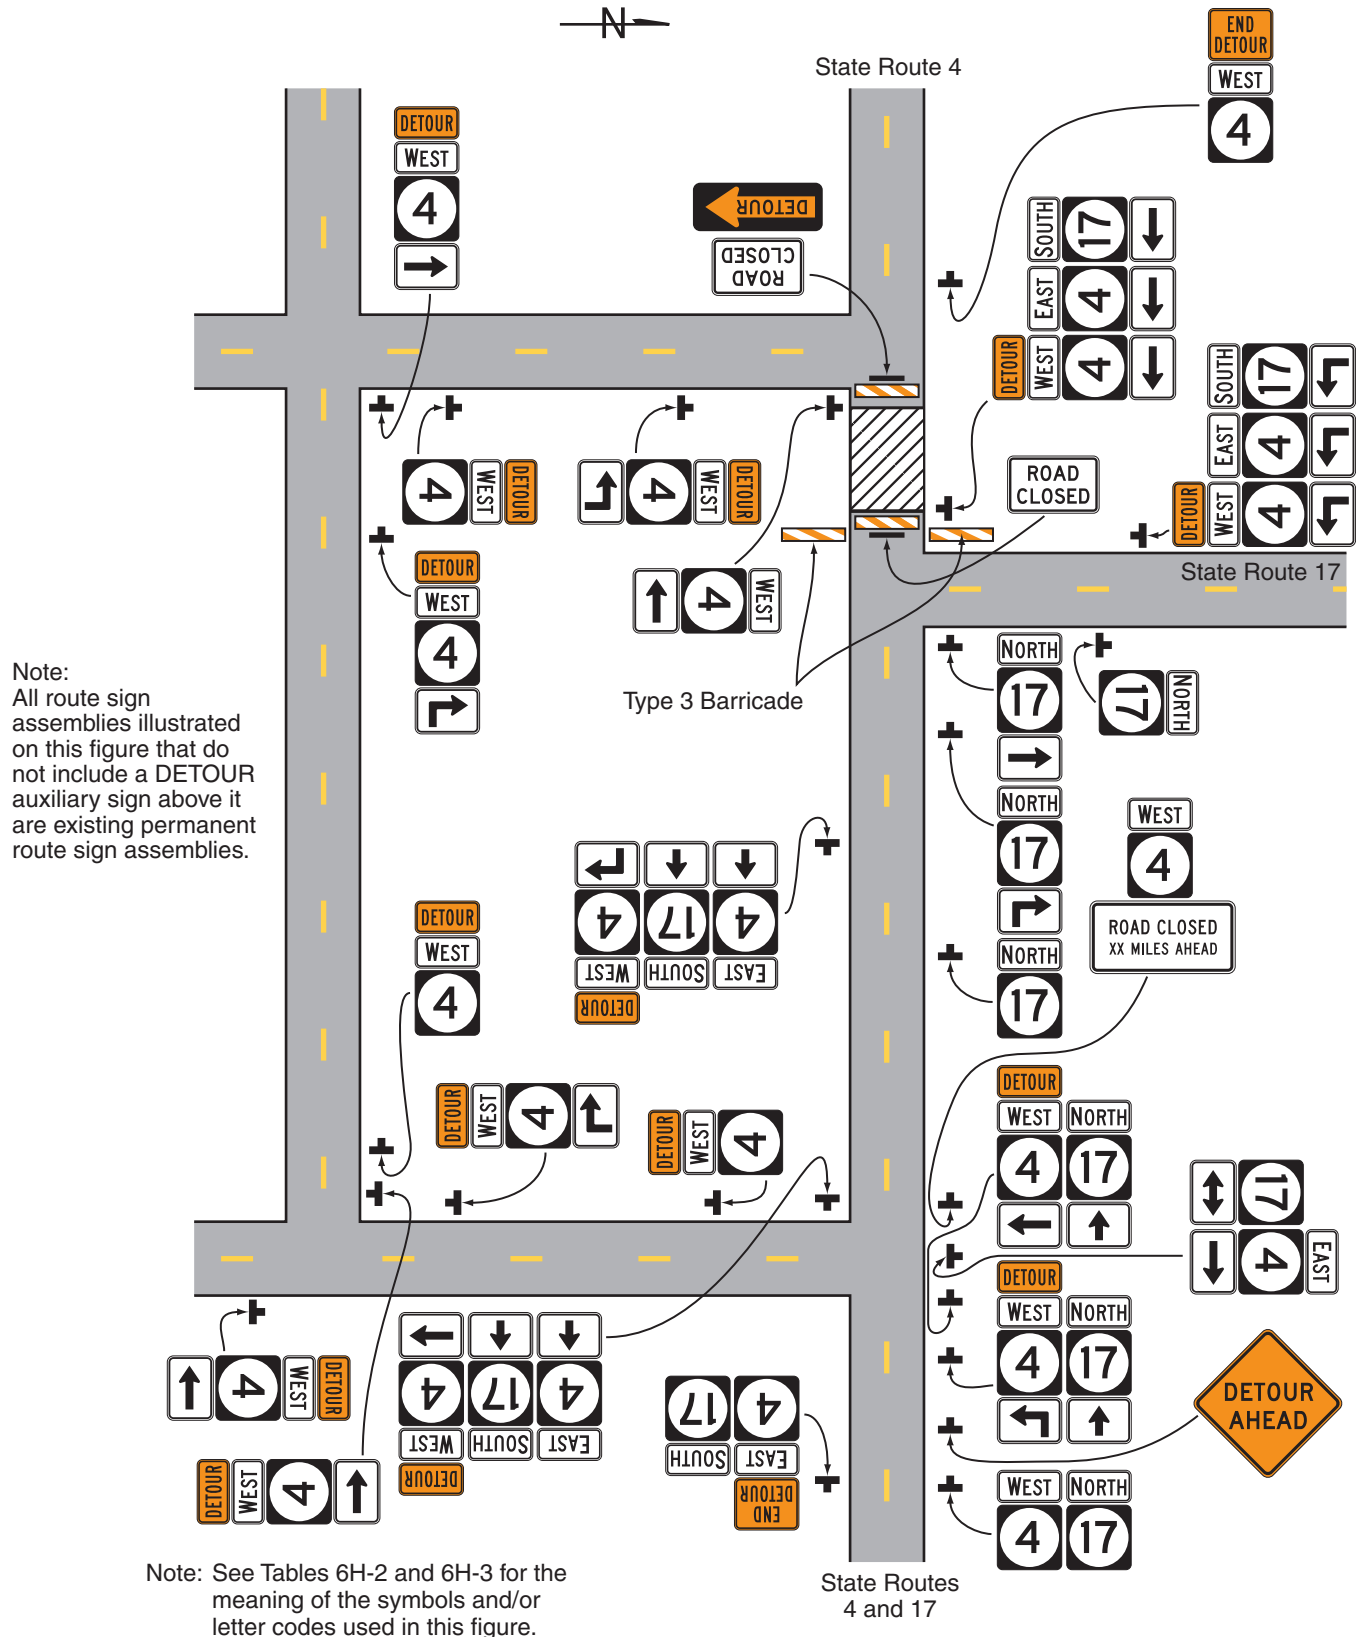 N
State Route 4
END
DETOUR
WEST
4
DETOUR
WEST
4
DETOUR
ROAD
CLOSED
SOUTH
17
EAST
4
DETOUR
WEST
4
SOUTH
17
EAST
4
DETOUR
WEST
4
ROAD
CLOSED
State Route 17
4
WEST
DETOUR
4
WEST
DETOUR
DETOUR
WEST
4
4
WEST
Type 3 Barricade
NORTH
17
17
NORTH
Note:
All route sign
assemblies illustrated
on this figure that do
not include a DETOUR
auxiliary sign above it
are existing permanent
route sign assemblies.
NORTH
17
WEST
4
ROAD CLOSED
XX MILES AHEAD
NORTH
17
4 17 4
WEST SOUTH EAST
DETOUR
DETOUR
WEST
4
DETOUR
WEST
4
DETOUR
WEST
4
DETOUR
WEST NORTH
4 17
17
4
EAST
DETOUR
WEST NORTH
4 17
DETOUR
AHEAD
4
WEST
DETOUR
DETOUR
WEST
4
4 17 4
WEST SOUTH EAST
DETOUR
17 4
SOUTH EAST
END
DETOUR
WEST NORTH
4 17
State Routes
4 and 17
Note: See Tables 6H-2 and 6H-3 for the
meaning of the symbols and/or
letter codes used in this figure.